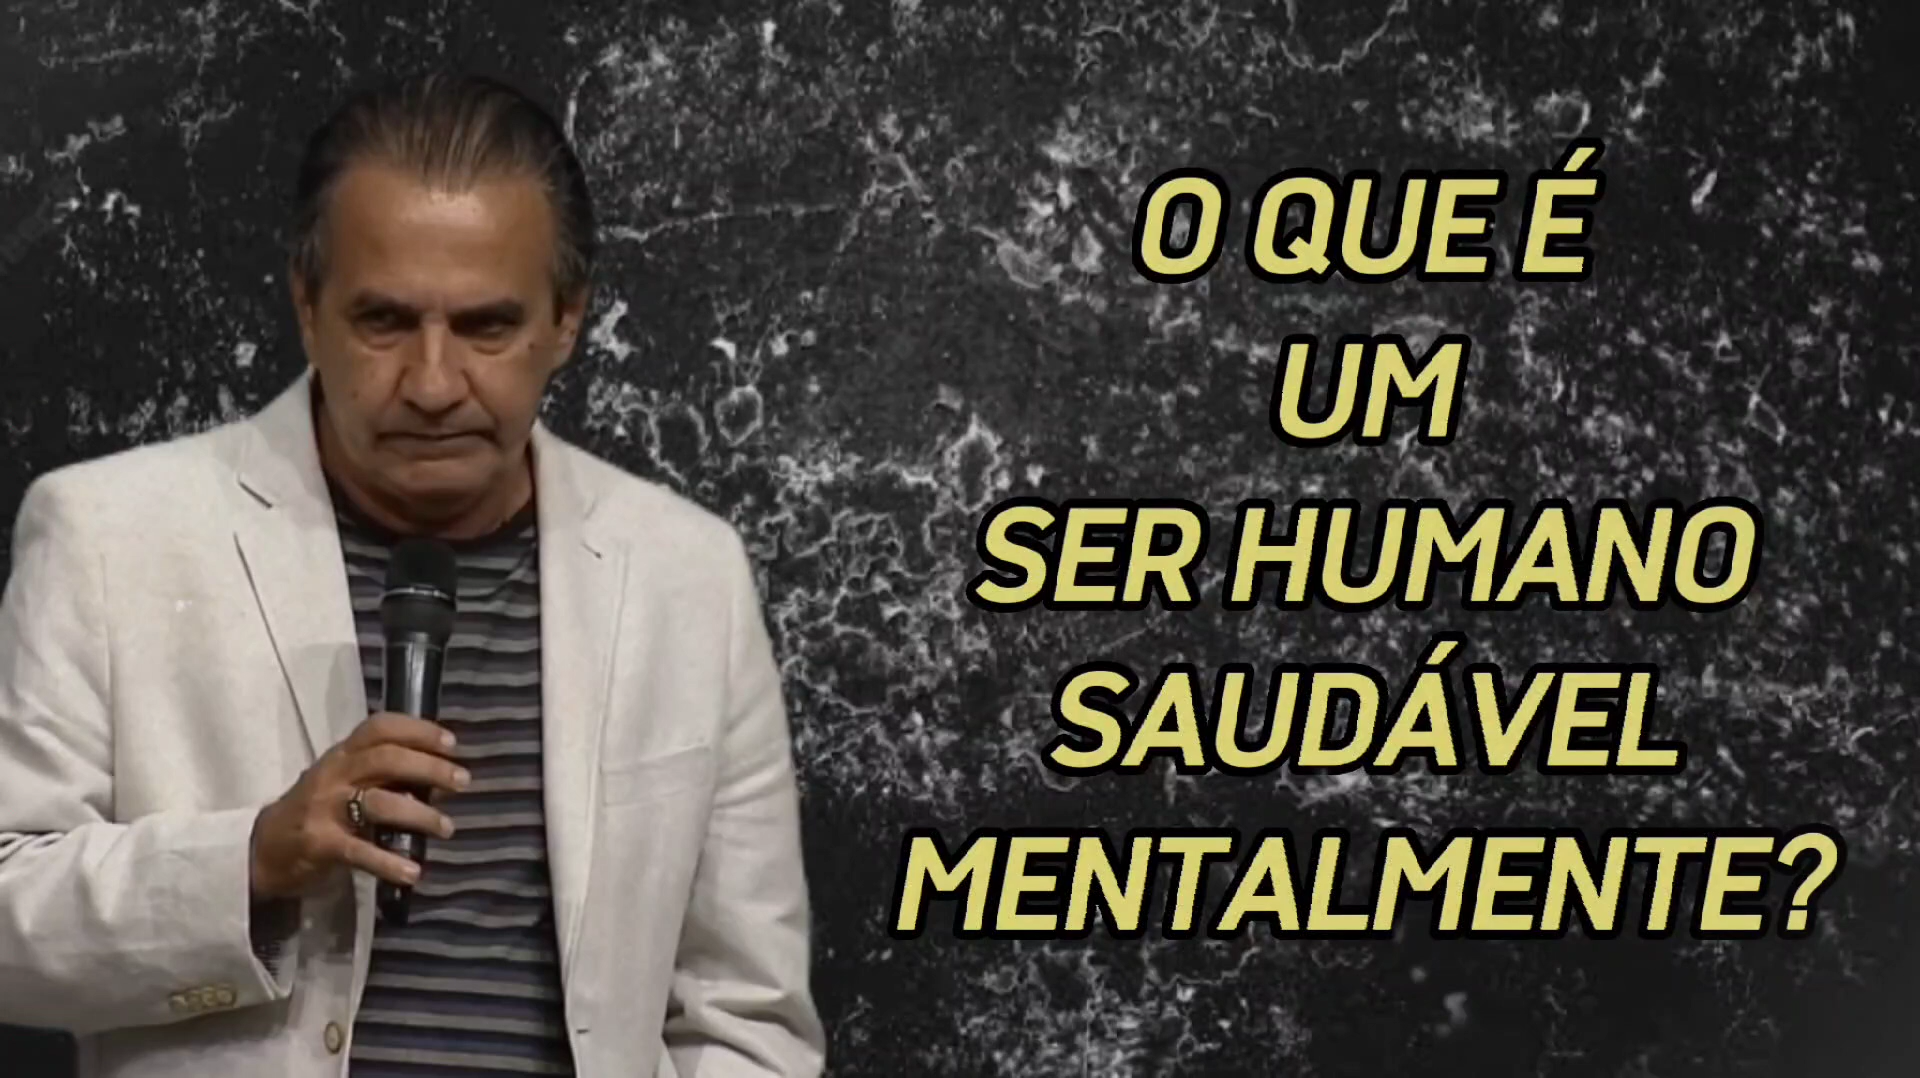 O QUE É
UM
SER HUMANO
SAUDÁVEL
MENTALMENTE?